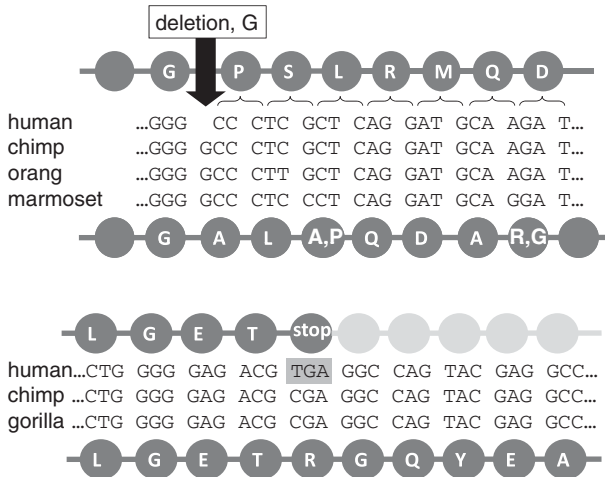 deletion, G
G P S L R M Q D
human ...GGG CC CTC GCT CAG GAT GCA AGA T...
chimp ...GGG GCC CTC GCT CAG GAT GCA AGA T...
orang ...GGG GCC CTT GCT CAG GAT GCA AGA T...
marmoset ...GGG GCC CTC CCT CAG GAT GCA GGA T...
G A L A,P Q D A R,G
L G E T stop
human...CTG GGG GAG ACG TGA GGC CAG TAC GAG GCC...
chimp ...CTG GGG GAG ACG CGA GGC CAG TAC GAG GCC...
gorilla ...CTG GGG GAG ACG CGA GGC CAG TAC GAG GCC...
L G E T R G Q Y E A